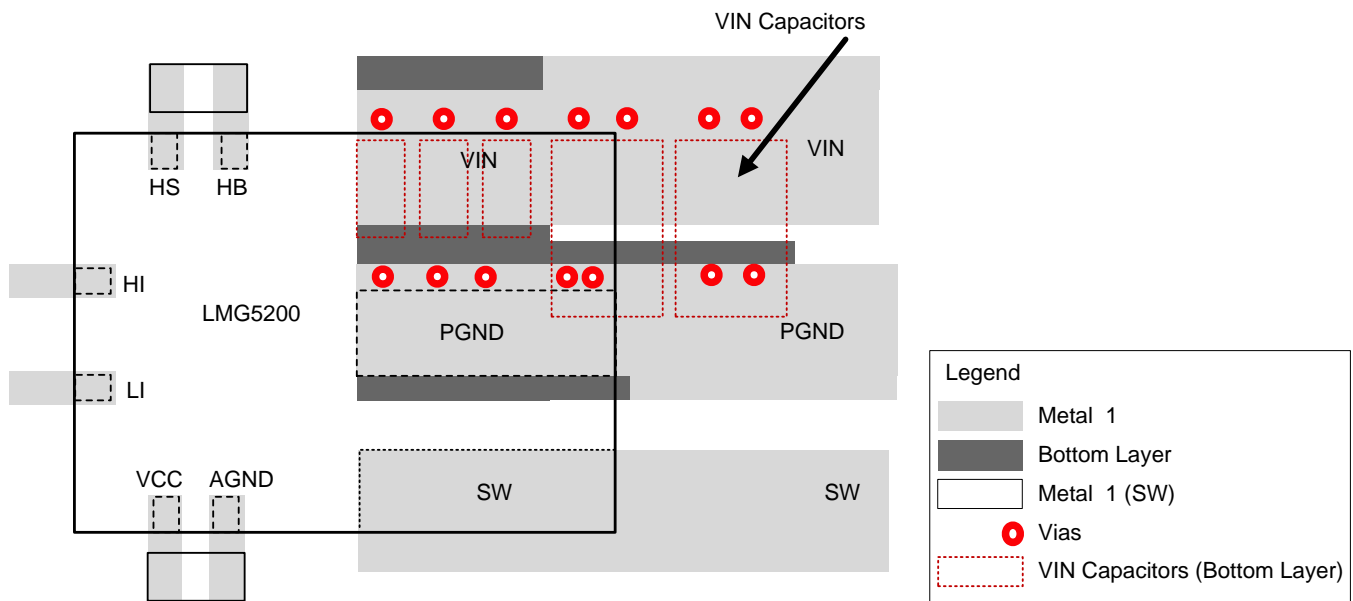 VIN Capacitors
VIN
VIN
HS
HB
HI
LMG5200
PGND
PGND
LI
VCC
AGND
SW
SW
Legend
Metal 1
Bottom Layer
Metal 1 (SW)
Vias
VIN Capacitors (Bottom Layer)